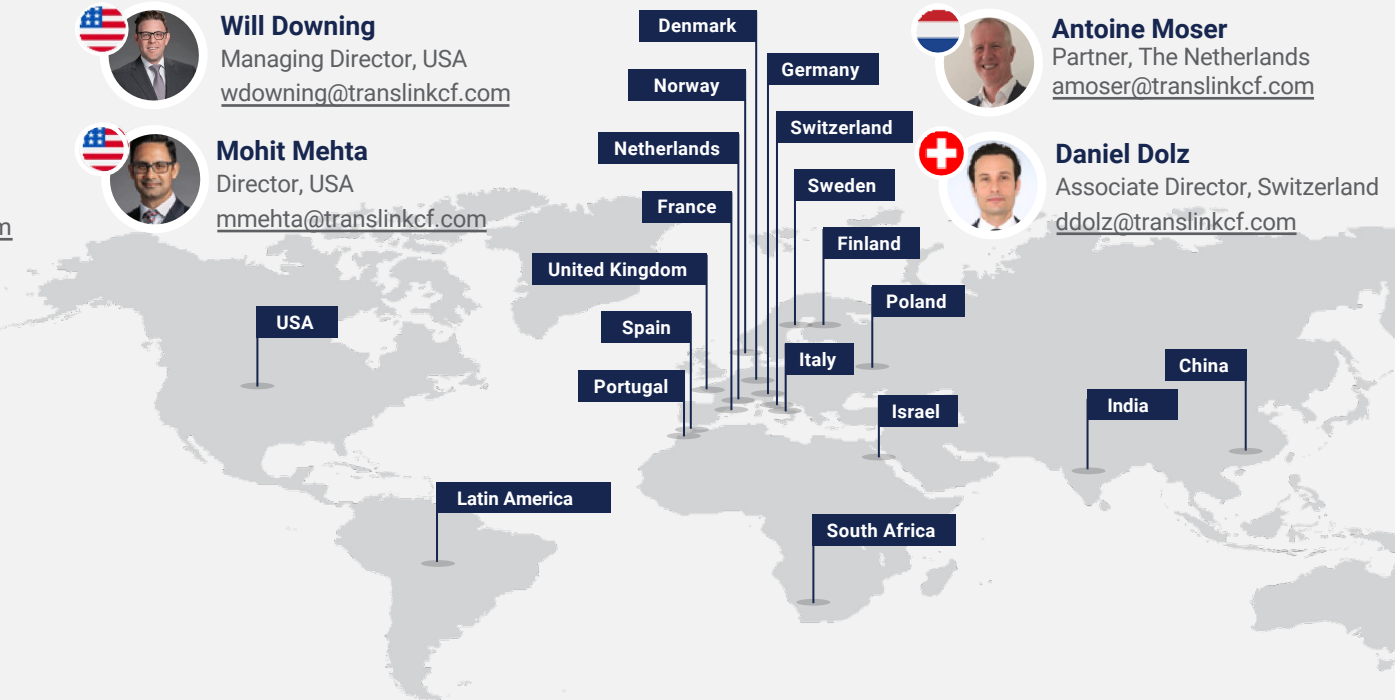 Will Downing
Managing Director, USA
wdowning@translinkcf.com
Mohit Mehta
Director, USA
mmehta@translinkcf.com
m
Antoine Moser
Partner, The Netherlands
amoser@translinkcf.com
Daniel Dolz
Associate Director, Switzerland
ddolz@translinkcf.com
Denmark
Germany
Norway
Switzerland
Netherlands
Sweden
France
Finland
United Kingdom
Poland
USA
Spain
Italy
China
Portugal
India
Israel
Latin America
South Africa